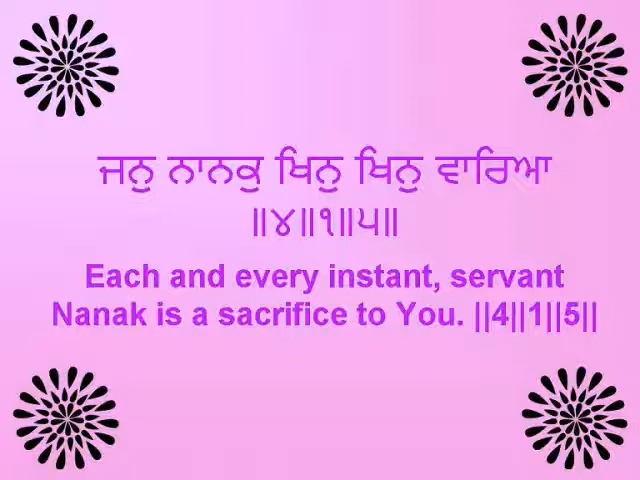 ਜਨੁ ਨਾਨਕੁ ਖਿਨੁ ਖਿਨੁ ਵਾਰਿਆ
॥੪॥੧॥੫॥
Each and every instant, servant
Nanak is a sacrifice to You. ||4||1||5||